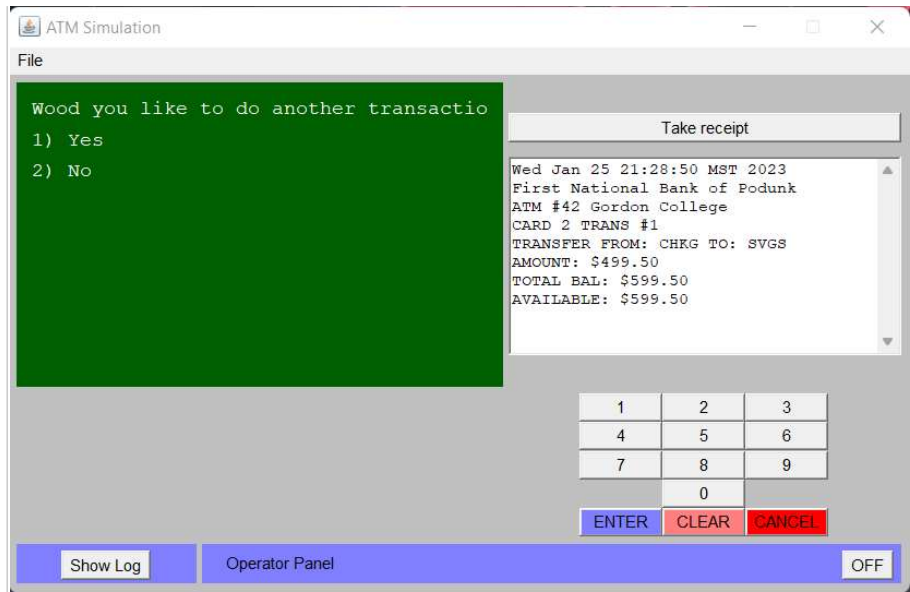 ATM Simulation
File
Wood you like to do another transactio
1) Yes
2) No
Take receipt
Wed Jan 25 21:28:50 MST 2023
First National Bank of Podunk
ATM #42 Gordon College
CARD 2 TRANS #1
TRANSFER FROM: CHKG TO: SVGS
AMOUNT: $499.50
TOTAL BAL: $599.50
AVAILABLE: $599.50
1 2 3
4 5 6
7 8 9
0
ENTER CLEAR CANCEL
Show Log Operator Panel OFF